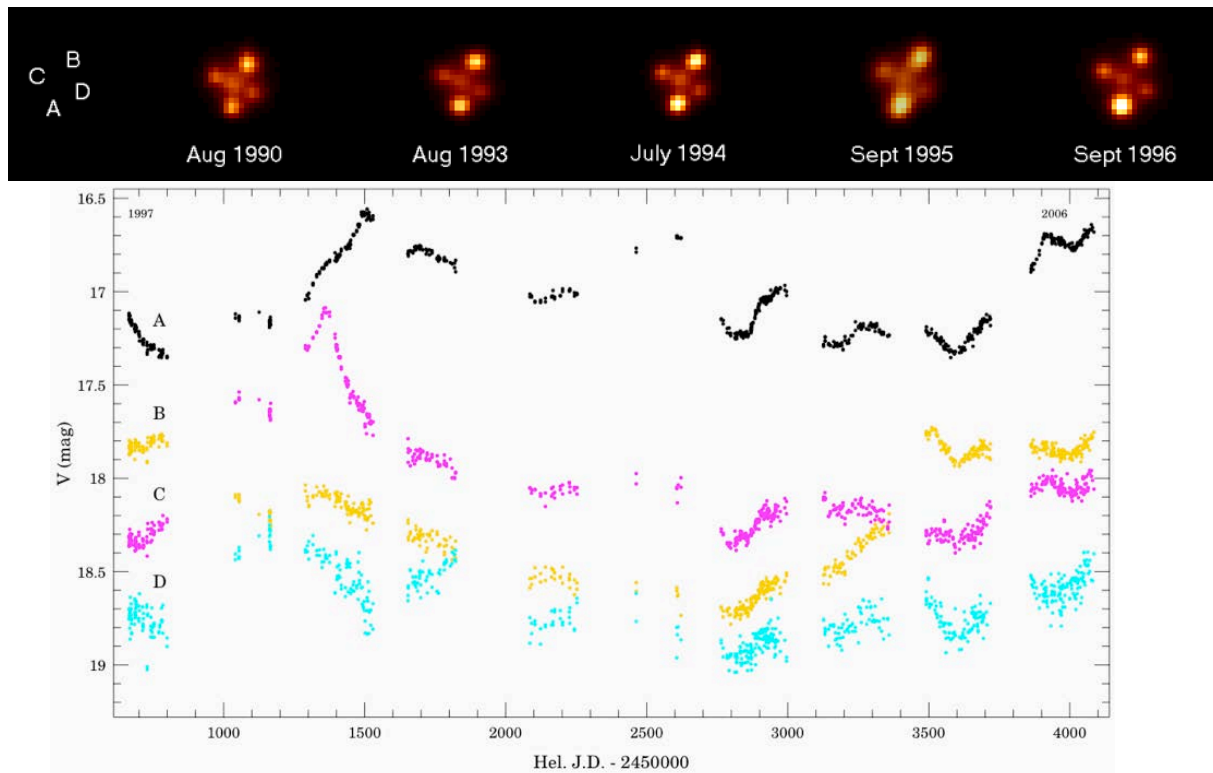 B
C
D
A
Aug 1990
Aug 1993
July 1994
Sept 1995
Sept 1996
16.5
1997
2006
17
A
17.5
B
V (mag)
18
C
18.5
D
19
1000
1500
2000
2500
3000
3500
4000
Hel. J.D. - 2450000